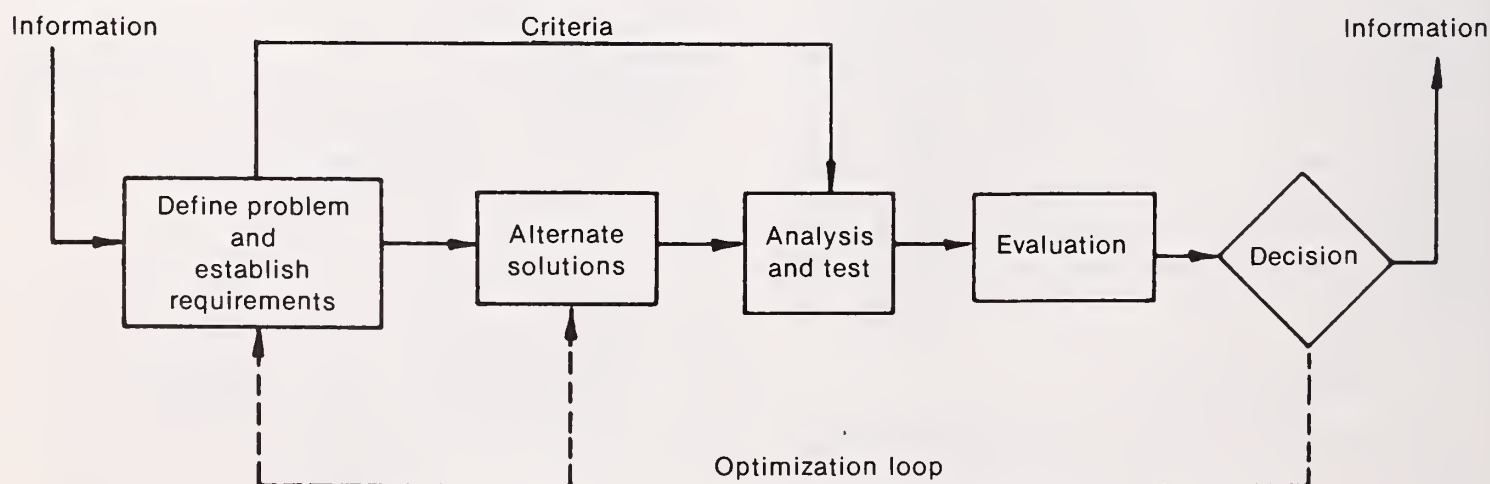 Information
Criteria
Information
Define problem
and
establish
requirements
Alternate
solutions
Analysis
and test
Evaluation
Decision
Optimization loop